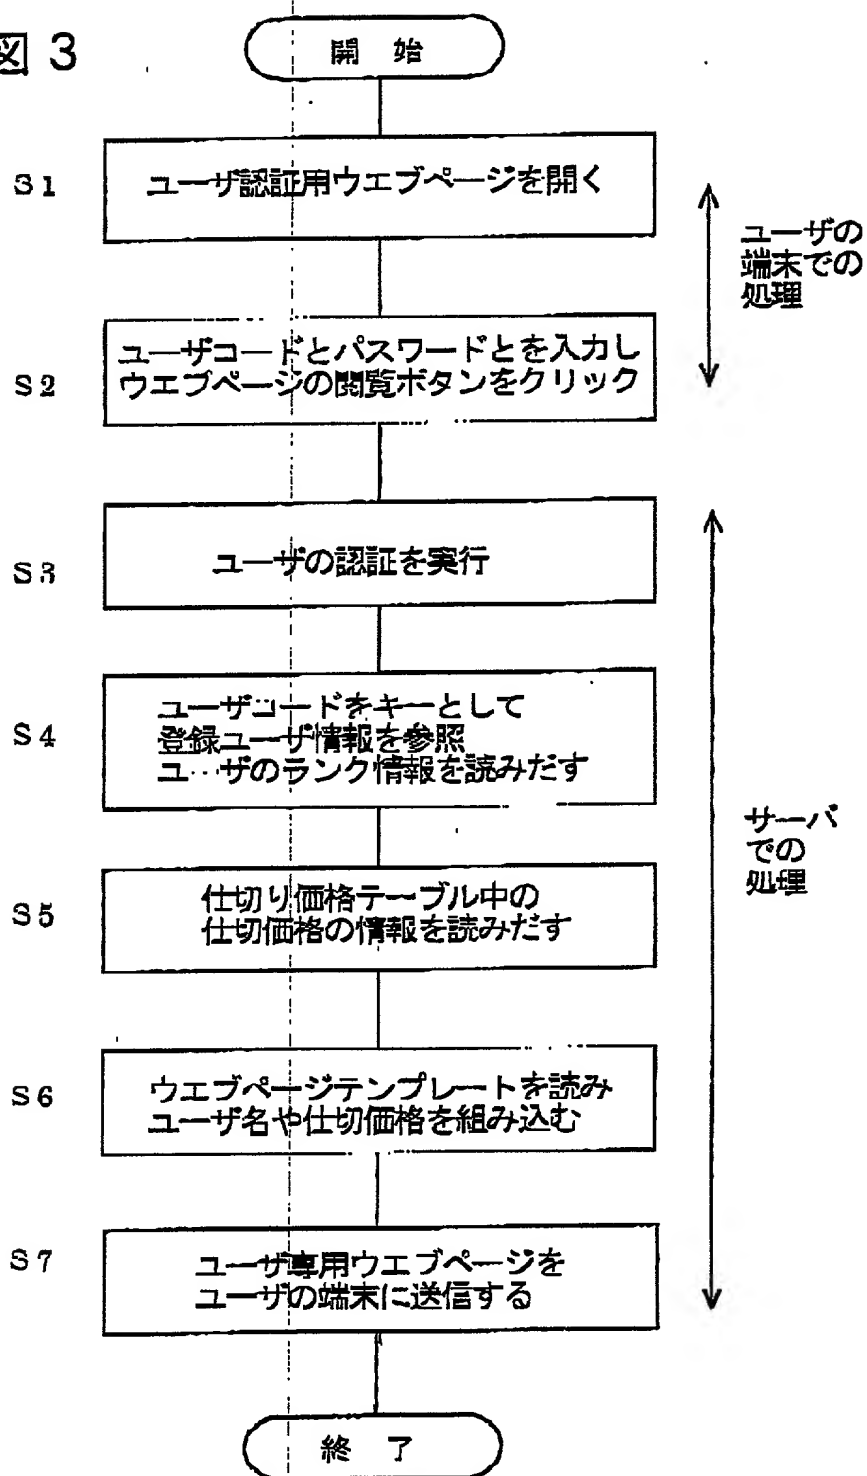 図 3
開 始
S1
ユーザ認証用ウエブページを開く
ユーザの
端末での
処理
S2
ユーザコードとパスワードとを入力し
ウエブページの閲覧ボタンをクリック
S3
ユーザの認証を実行
S4
ユーザコードをキーとして
登録ユーザ情報を参照
ユーザのランク情報を読みだす
サーバ
での
処理
S5
仕切り価格テーブル中の
仕切価格の情報を読みだす
S6
ウエブページテンプレートを読み
ユーザ名や仕切価格を組み込む
S7
ユーザ専用ウエブページを
ユーザの端末に送信する
終 了